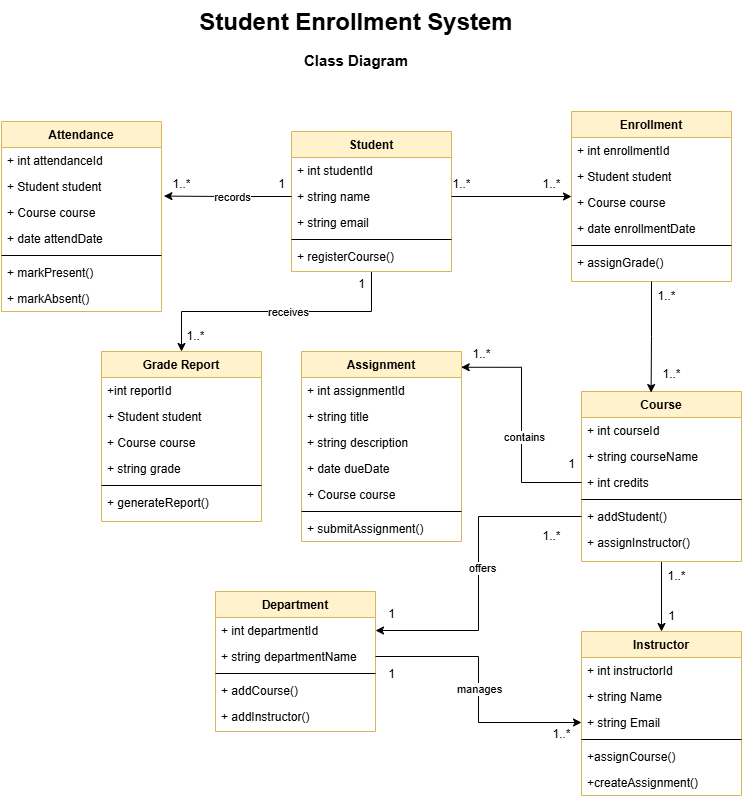 Student Enrollment System
Class Diagram
Attendance
+ int attendanceId
+ Student student
+ Course course
+ date attendDate
+ markPresent()
+ markAbsent()
1..*
records
1
Student
+ int studentId
+ string name
+ string email
+ registerCourse()
1..*
1..*
Enrollment
+ int enrollmentId
+ Student student
+ Course course
+ date enrollmentDate
+ assignGrade()
1
receives
1..*
1..*
1..*
Grade Report
+int reportId
+ Student student
+ Course course
+ string grade
+ generateReport()
Assignment
+ int assignmentId
+ string title
+ string description
+ date dueDate
+ Course course
+ submitAssignment()
1..*
contains
1
Course
+ int courseId
+ string courseName
+ int credits
+ addStudent()
+ assignInstructor()
1..*
offers
1
1..*
1
Department
+ int departmentId
+ string departmentName
+ addCourse()
+ addInstructor()
1
manages
1..*
Instructor
+ int instructorId
+ string Name
+ string Email
+assignCourse()
+createAssignment()